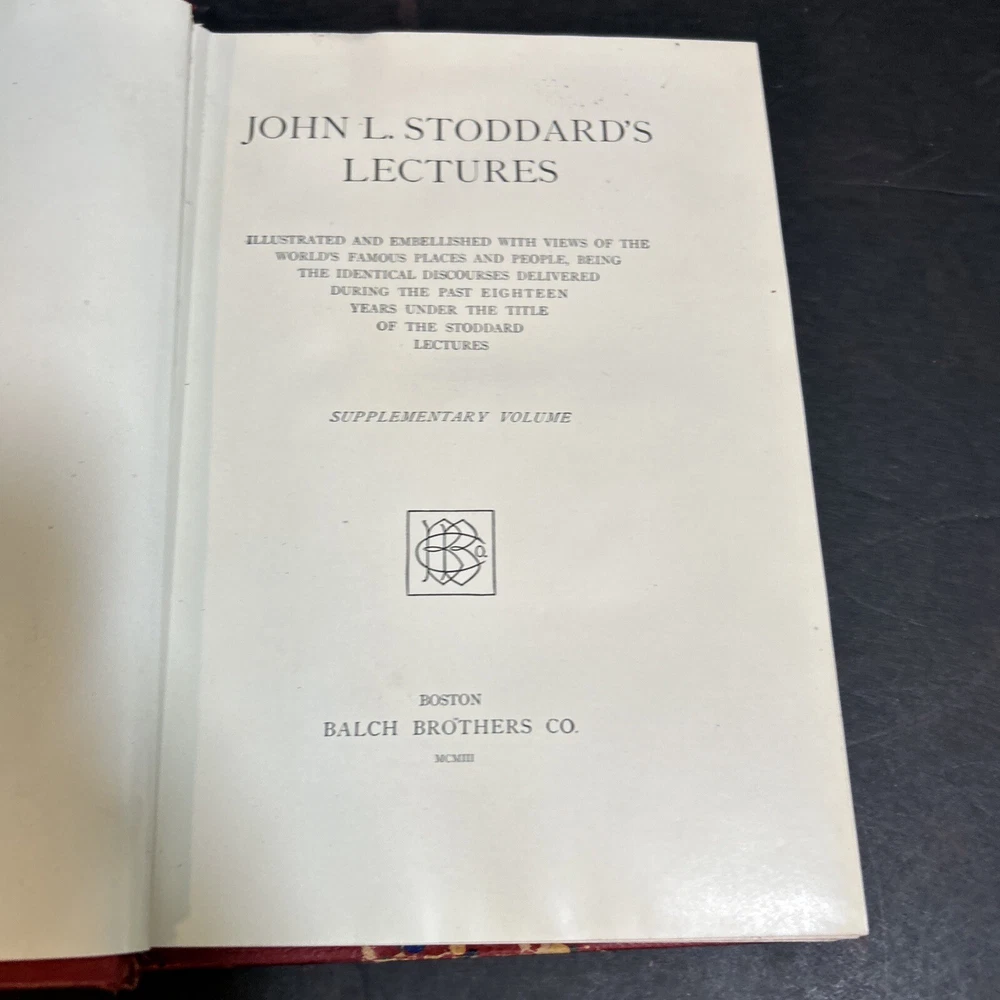 JOHN L. STODDARD'S
LECTURES
ILLUSTRATED AND EMBELLISHED WITH VIEWS OF THE
WORLD'S FAMOUS PLACES AND PEOPLE, BEING
THE IDENTICAL DISCOURSES DELIVERED
DURING THE PAST EIGHTEEN
YEARS UNDER THE TITLE
OF THE STODDARD
LECTURES
SUPPLEMENTARY VOLUME
BB Co.
BOSTON
BALCH BROTHERS CO.
MCMIII